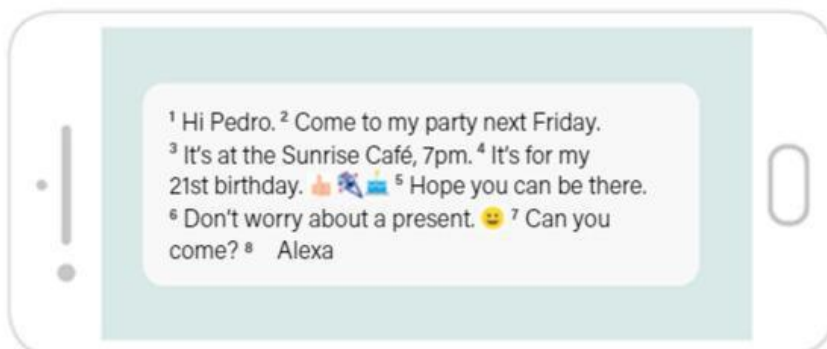 ¹ Hi Pedro. ² Come to my party next Friday.
³ It's at the Sunrise Café, 7pm. ⁴ It's for my
21st birthday. 👍🎉🎂 ⁵ Hope you can be there.
⁶ Don't worry about a present. 😀 ⁷ Can you
come? ⁸ Alexa